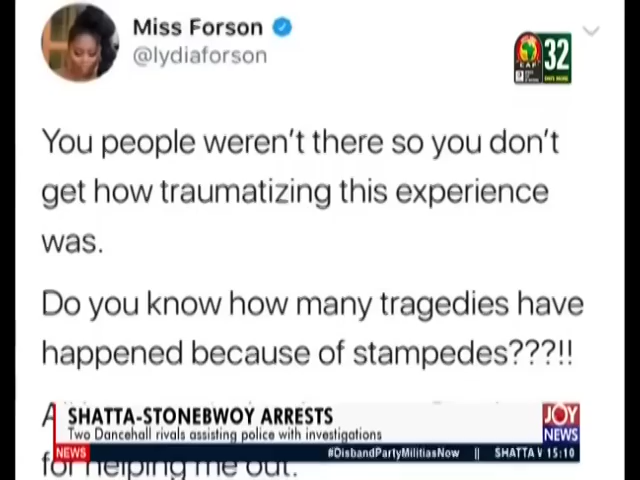 Miss Forson
@lydiaforson
32
You people weren't there so you don't
get how traumatizing this experience
was.
Do you know how many tragedies have
happened because of stampedes???!!
SHATTA-STONEBWOY ARRESTS
Two Dancehall rivals assisting police with investigations
JOY
NEWS
NEWS
#DisbandPartyMilitiasNow || SHATTA V 15:10
for helping me out.